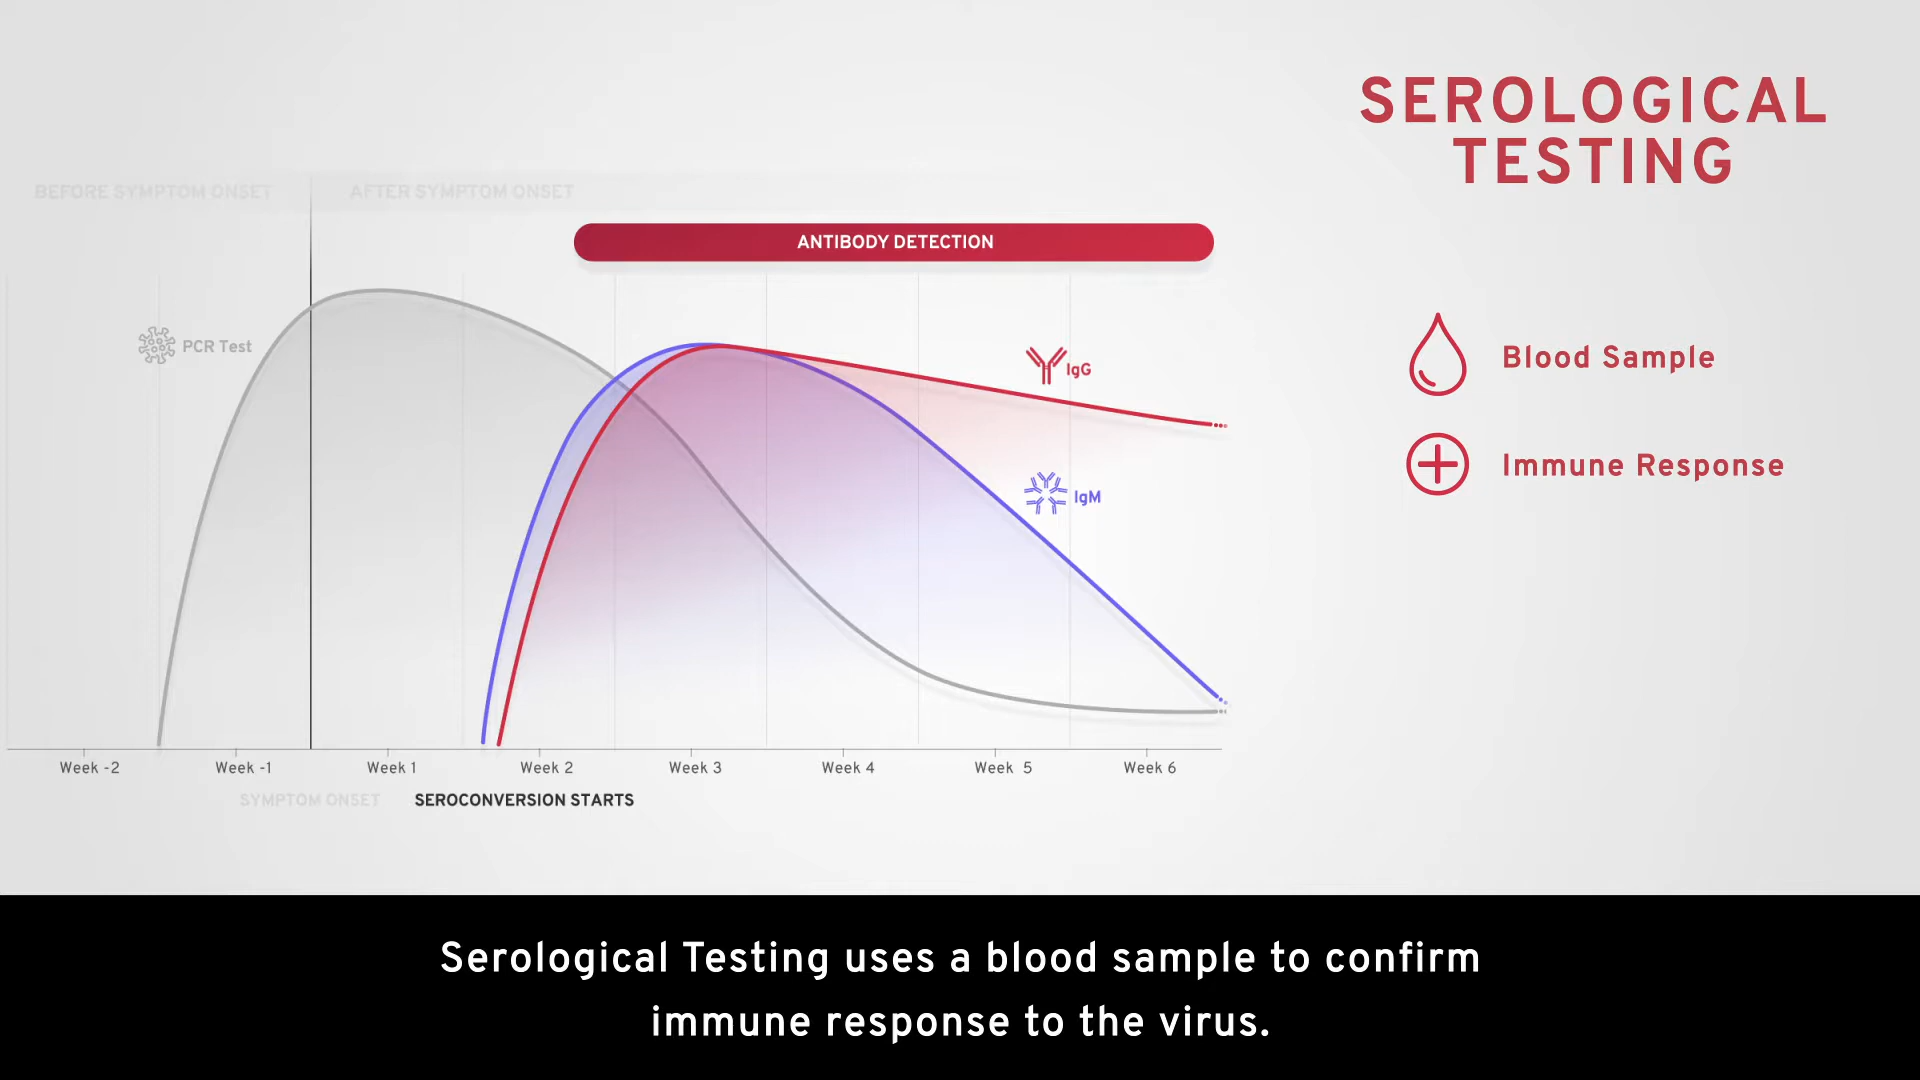 SEROLOGICAL
TESTING
BEFORE SYMPTOM ONSET
AFTER SYMPTOM ONSET
ANTIBODY DETECTION
PCR Test
IgG
IgM
Blood Sample
Immune Response
Week -2
Week -1
Week 1
Week 2
Week 3
Week 4
Week 5
Week 6
SYMPTOM ONSET
SEROCONVERSION STARTS
Serological Testing uses a blood sample to confirm
immune response to the virus.